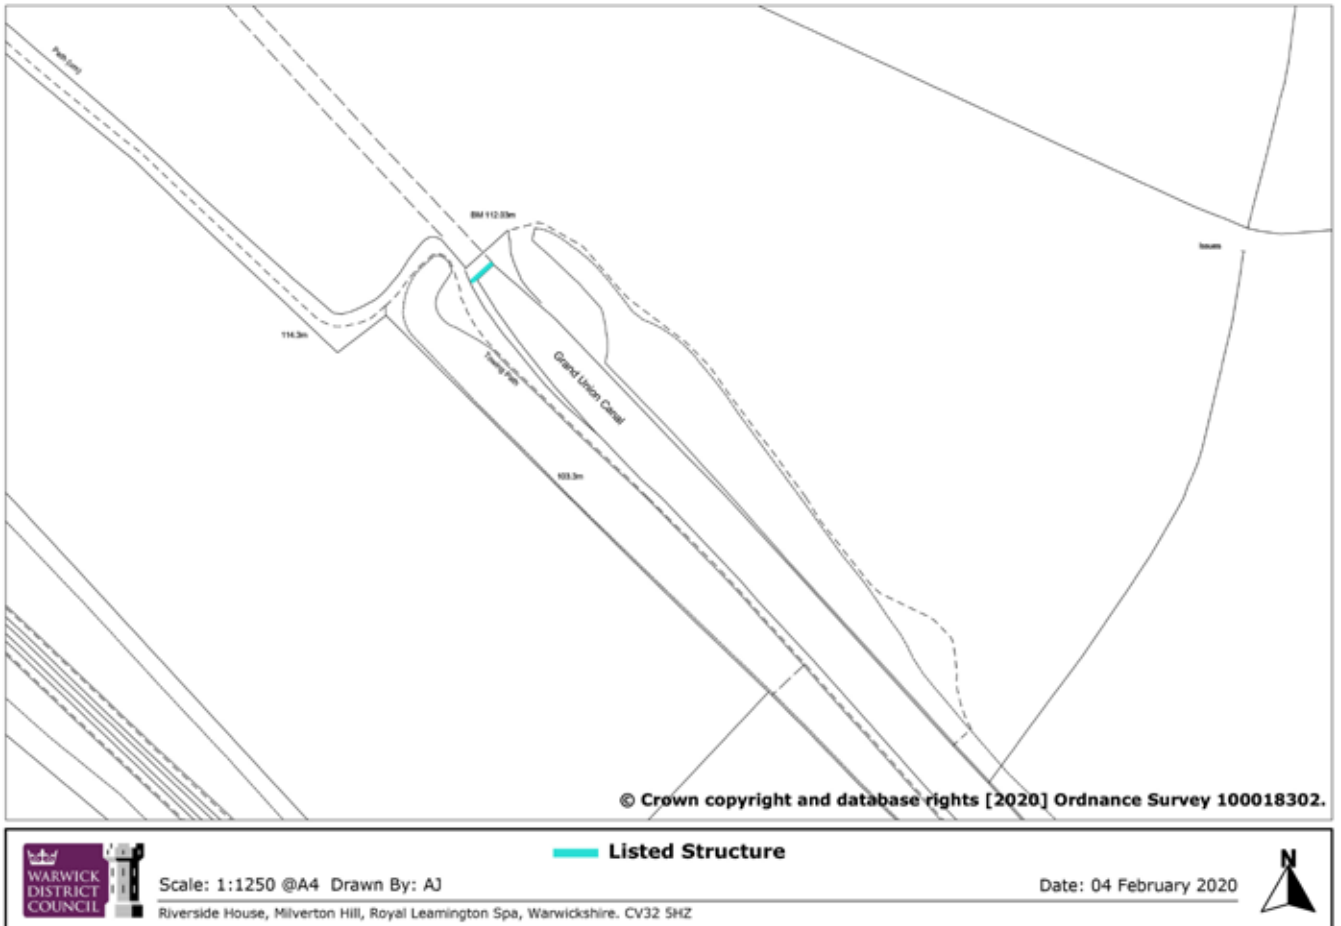 Path (um)
BM 112.03m
Issues
114.3m
Towing Path
Grand Union Canal
103.3m
© Crown copyright and database rights [2020] Ordnance Survey 100018302.
WARWICK
DISTRICT
COUNCIL
Listed Structure
N
Scale: 1:1250 @A4 Drawn By: AJ
Date: 04 February 2020
Riverside House, Milverton Hill, Royal Leamington Spa, Warwickshire. CV32 5HZ